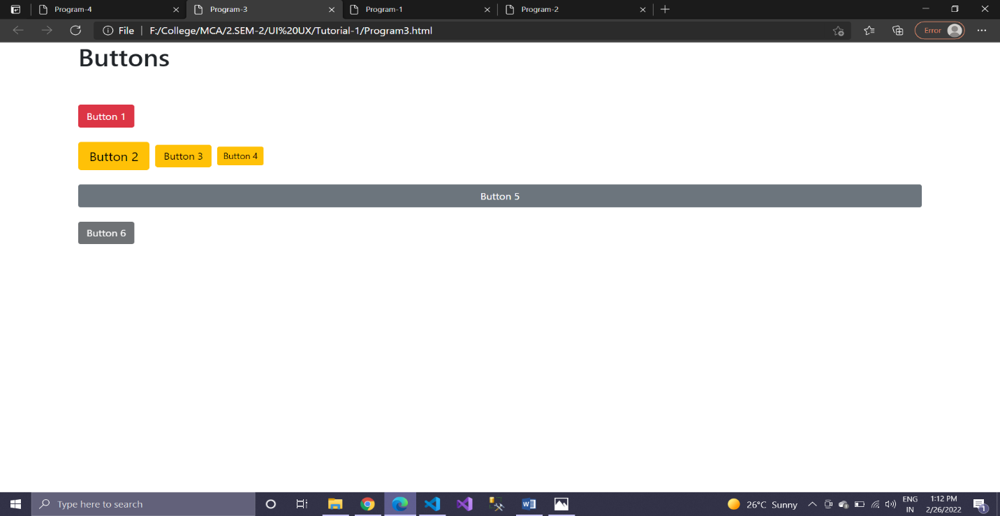 Program-4
Program-3
Program-1
Program-2
File | F:/College/MCA/2.SEM-2/UI%20UX/Tutorial-1/Program3.html
Error
Buttons
Button 1
Button 2 Button 3 Button 4
Button 5
Button 6
Type here to search
26°C Sunny
ENG
IN
1:12 PM
2/26/2022
1